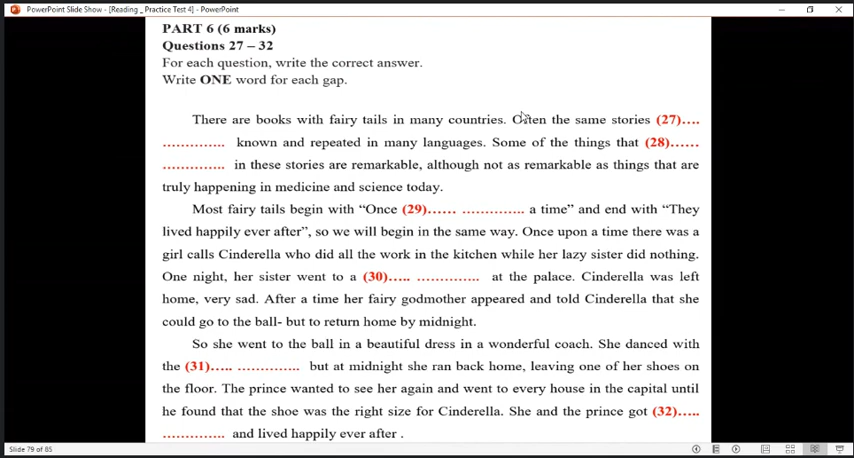 PowerPoint Slide Show - [Reading _ Practice Test 4] - PowerPoint
PART 6 (6 marks)
Questions 27 – 32
For each question, write the correct answer.
Write ONE word for each gap.
There are books with fairy tails in many countries. Often the same stories (27)….
………….. known and repeated in many languages. Some of the things that (28)……
………….. in these stories are remarkable, although not as remarkable as things that are
truly happening in medicine and science today.
Most fairy tails begin with “Once (29)…… ………….. a time” and end with “They
lived happily ever after”, so we will begin in the same way. Once upon a time there was a
girl calls Cinderella who did all the work in the kitchen while her lazy sister did nothing.
One night, her sister went to a (30)….. ………….. at the palace. Cinderella was left
home, very sad. After a time her fairy godmother appeared and told Cinderella that she
could go to the ball- but to return home by midnight.
So she went to the ball in a beautiful dress in a wonderful coach. She danced with
the (31)….. ………….. but at midnight she ran back home, leaving one of her shoes on
the floor. The prince wanted to see her again and went to every house in the capital until
he found that the shoe was the right size for Cinderella. She and the prince got (32)…..
………….. and lived happily ever after .
Slide 79 of 85